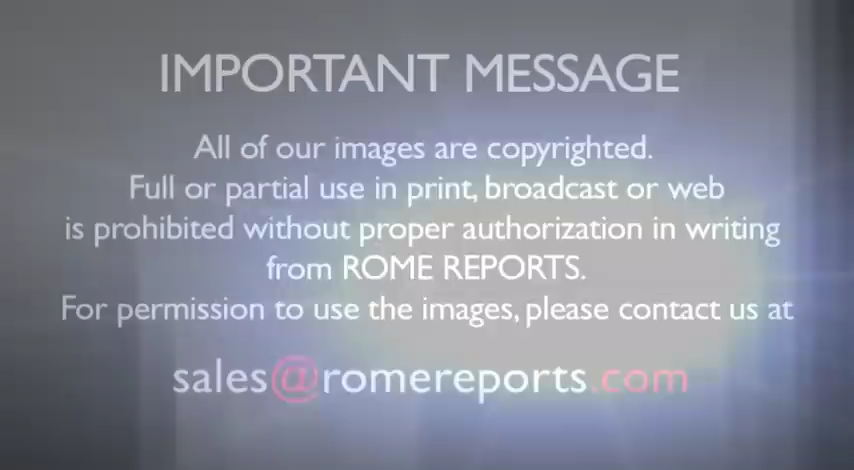 IMPORTANT MESSAGE
All of our images are copyrighted.
Full or partial use in print, broadcast or web
is prohibited without proper authorization in writing
from ROME REPORTS.
For permission to use the images, please contact us at
sales@romereports.com